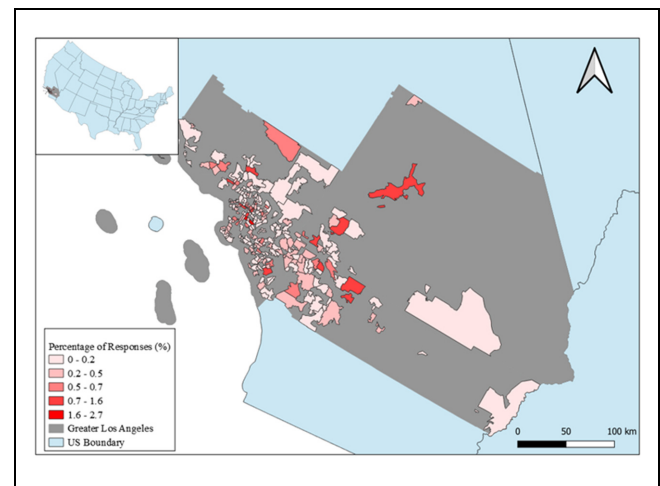 Percentage of Responses (%)
0 - 0.2
0.2 - 0.5
0.5 - 0.7
0.7 - 1.6
1.6 - 2.7
Greater Los Angeles
US Boundary
0 50 100 km